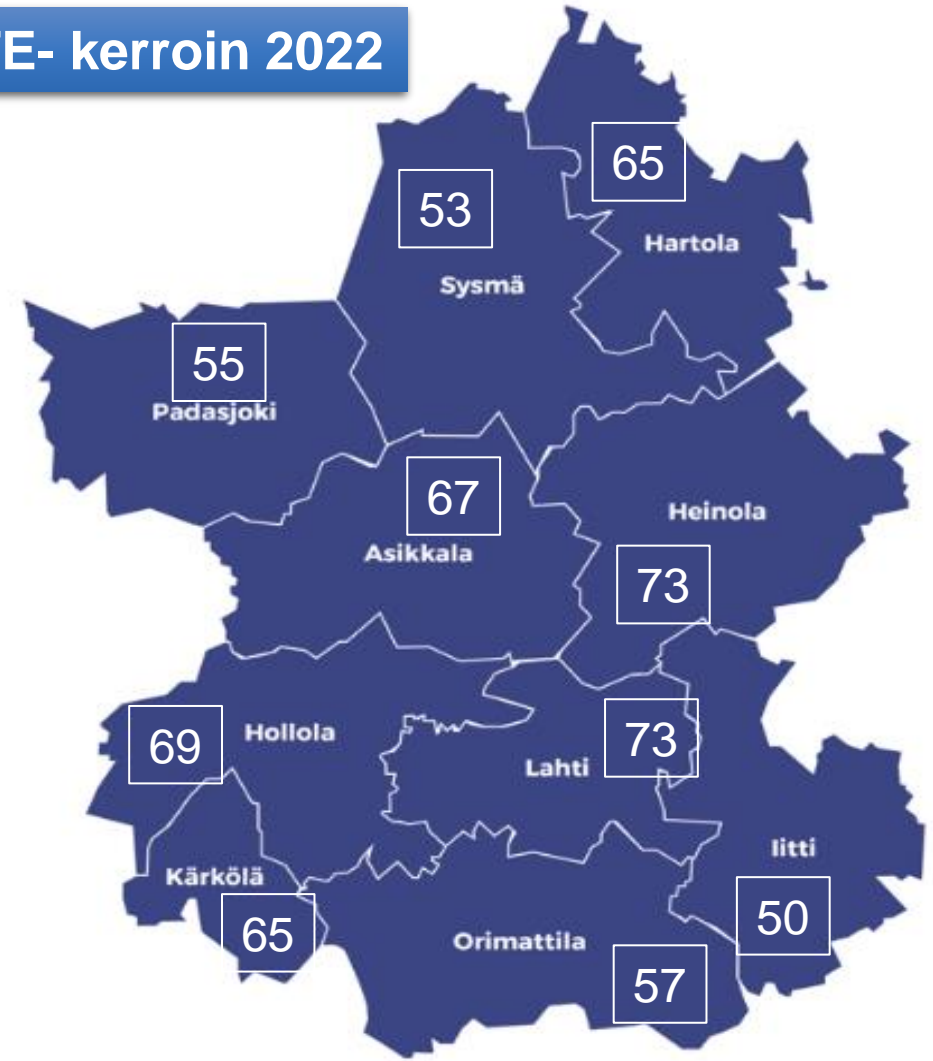 E- kerroin 2022
65
53
Hartola
Sysmä
55
Padasjoki
67
Heinola
Asikkala
73
Hollola
73
69
Lahti
Iitti
Kärkölä
50
65
Orimattila
57